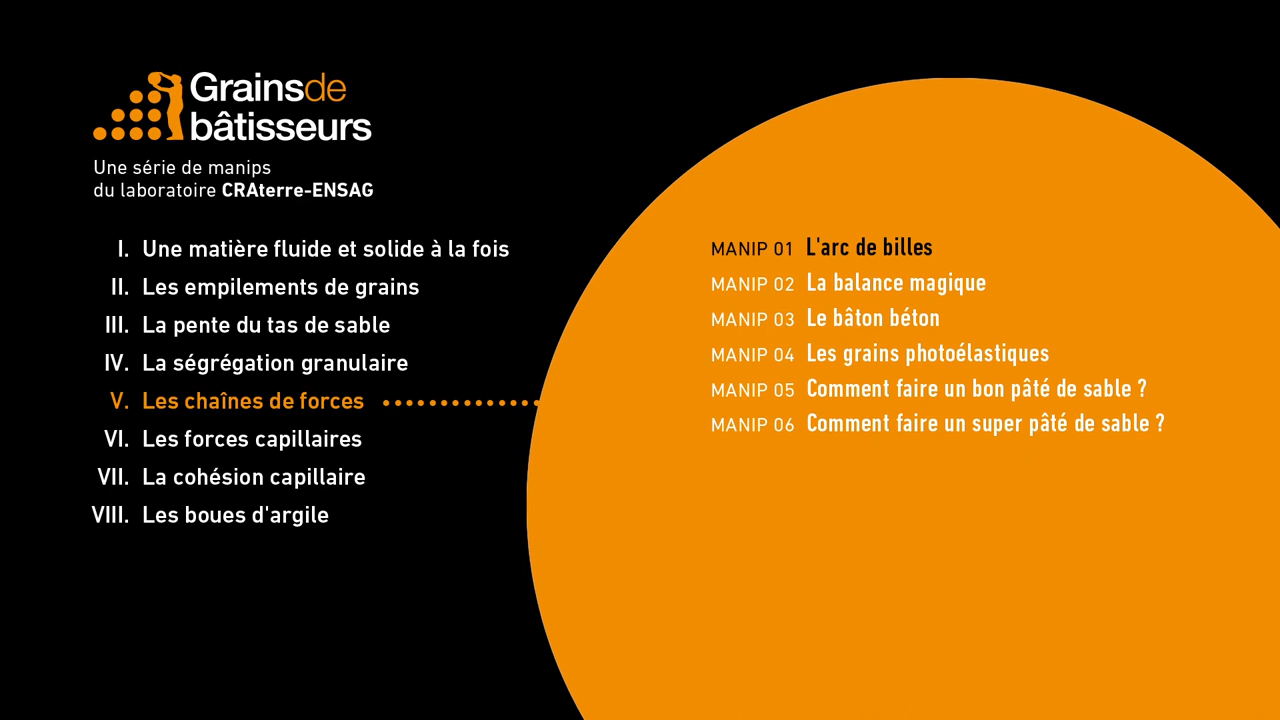 Grainsde
bâtisseurs
Une série de manips
du laboratoire CRAterre-ENSAG
I. Une matière fluide et solide à la fois
II. Les empilements de grains
III. La pente du tas de sable
IV. La ségrégation granulaire
V. Les chaînes de forces
VI. Les forces capillaires
VII. La cohésion capillaire
VIII. Les boues d'argile
MANIP 01 L'arc de billes
MANIP 02 La balance magique
MANIP 03 Le bâton béton
MANIP 04 Les grains photoélastiques
MANIP 05 Comment faire un bon pâté de sable ?
MANIP 06 Comment faire un super pâté de sable ?